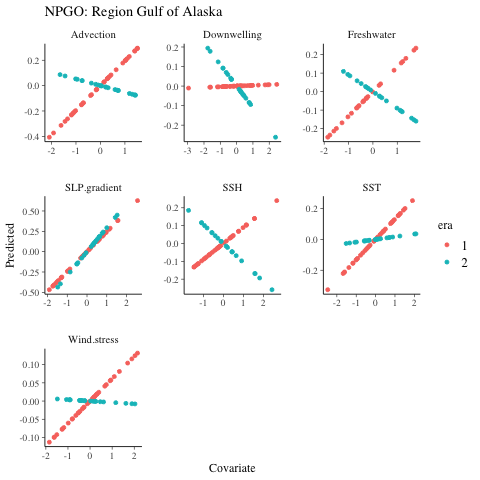 NPGO: Region Gulf of Alaska
Advection
Downwelling
Freshwater
0.2
0.0
-0.2
-0.4
-2 -1 0 1
0.2
0.1
0.0
-0.1
-0.2
-3 -2 -1 0 1 2
0.2
0.1
0.0
-0.1
-0.2
-2 -1 0 1
SLP.gradient
SSH
SST
0.50
0.25
0.00
-0.25
-0.50
-2 -1 0 1 2
0.2
0.1
0.0
-0.1
-0.2
-1 0 1 2
0.2
0.0
-0.2
-2 -1 0 1 2
Wind.stress
0.10
0.05
0.00
-0.05
-0.10
-2 -1 0 1 2
Predicted
Covariate
era
1
2